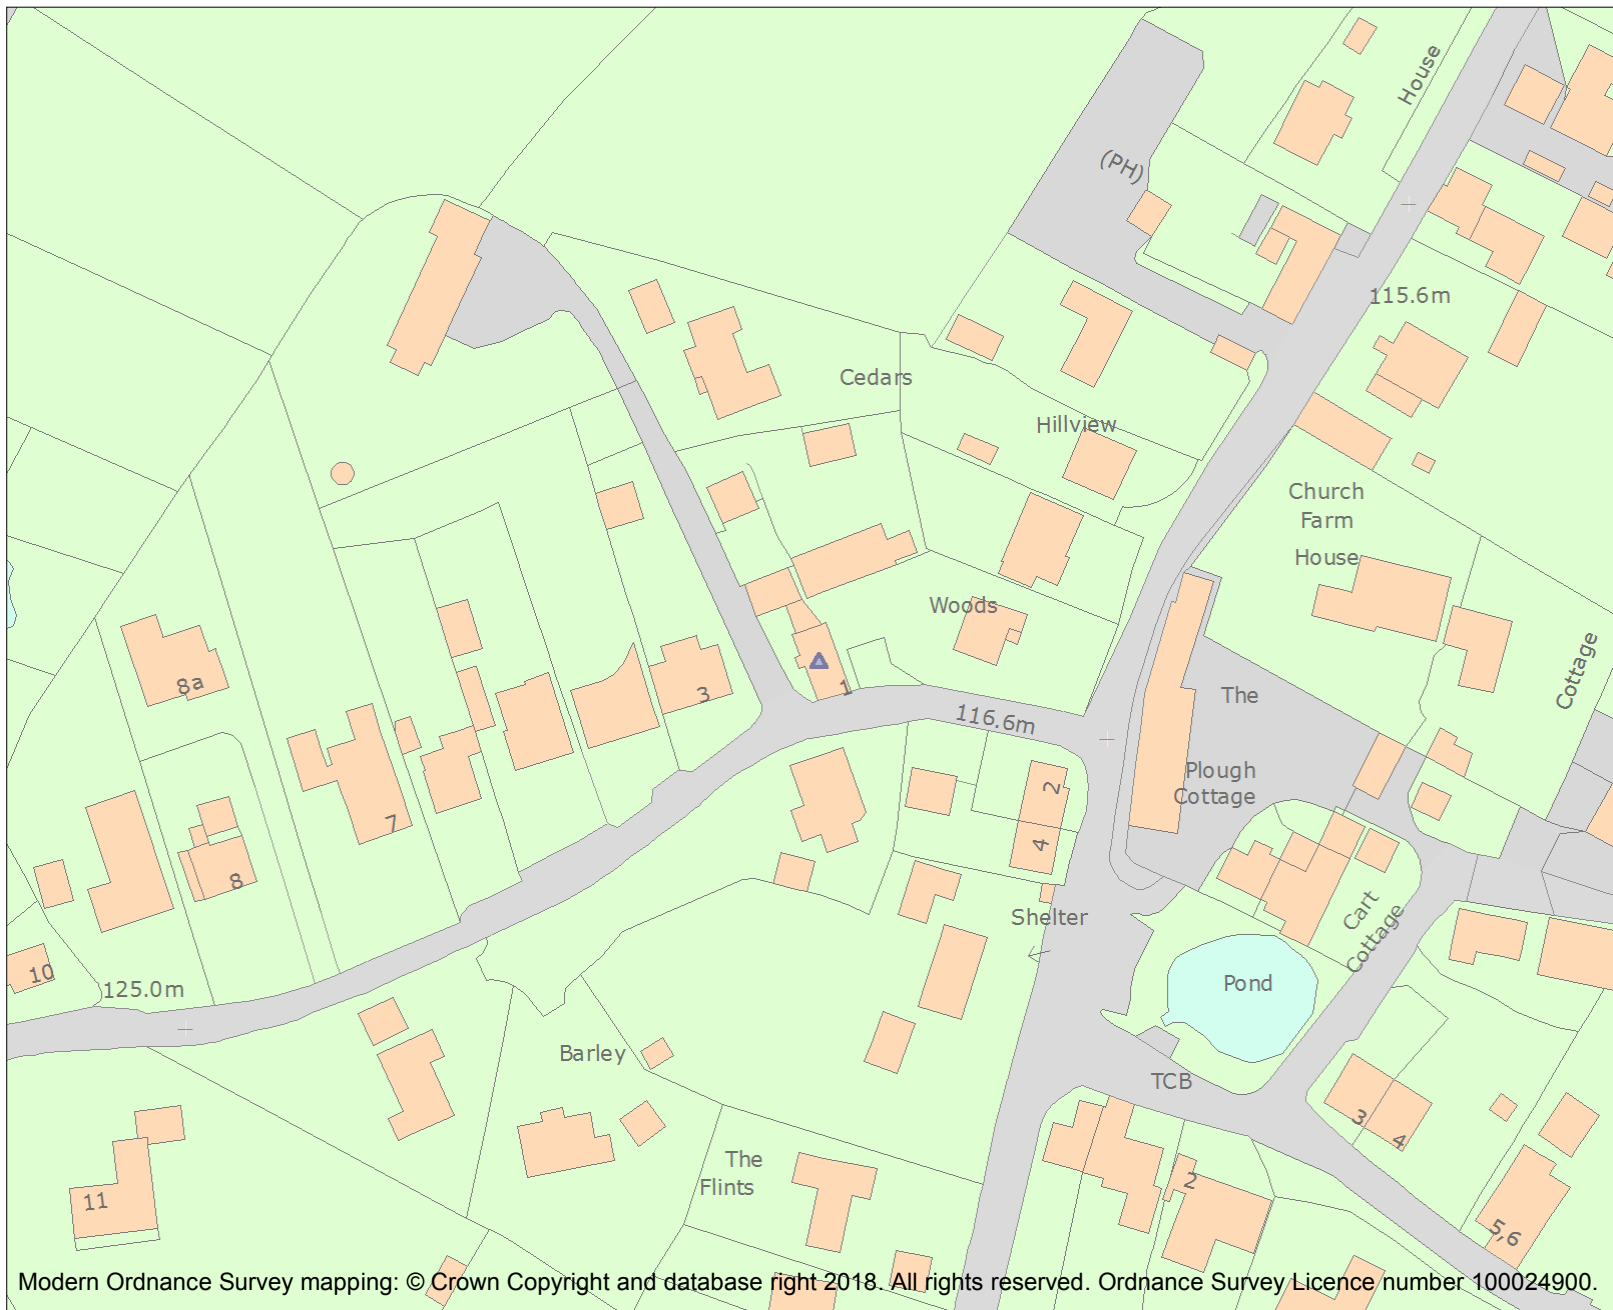 House
(PH)
115.6m
Cedars
Hillview
Church
Farm
House
Woods
Cottage
8a
3
1
The
116.6m
Plough
Cottage
2
7
4
8
Cart
Cottage
Shelter
10
125.0m
Pond
Barley
TCB
3
4
The
Flints
2
11
5,6
Modern Ordnance Survey mapping: © Crown Copyright and database right 2018. All rights reserved. Ordnance Survey Licence number 100024900.